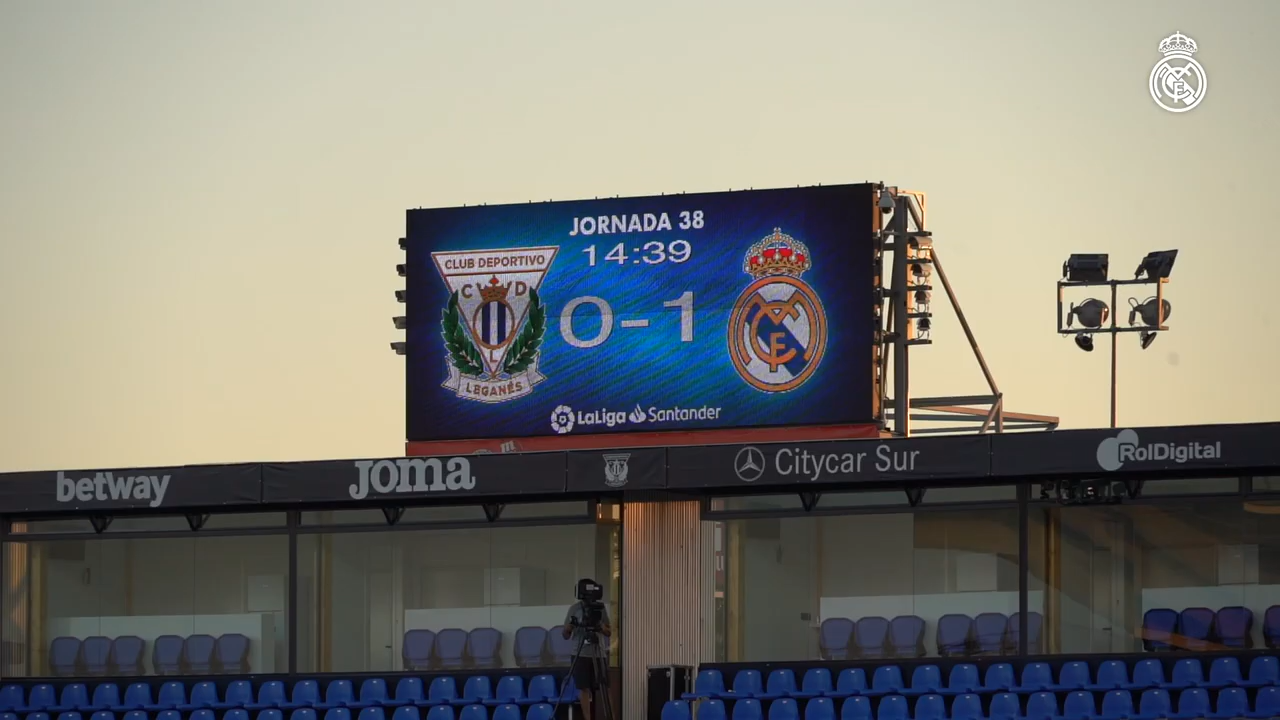 JORNADA 38
14:39
CLUB DEPORTIVO
C D
L
LEGANÉS
0-1
LaLiga Santander
betway
Joma
Citycar Sur
RolDigital